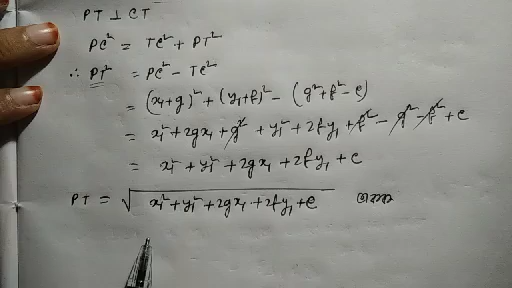 PT ⊥ CT
PC² = TC² + PT²
∴ PT² = PC² - TC²
= (x₁+g)² + (y₁+f)² - (g²+f²-c)
= x₁² + 2gx₁ + g² + y₁² + 2fy₁ + f² - g² - f² + c
= x₁² + y₁² + 2gx₁ + 2fy₁ + c
PT = √x₁² + y₁² + 2gx₁ + 2fy₁ + c